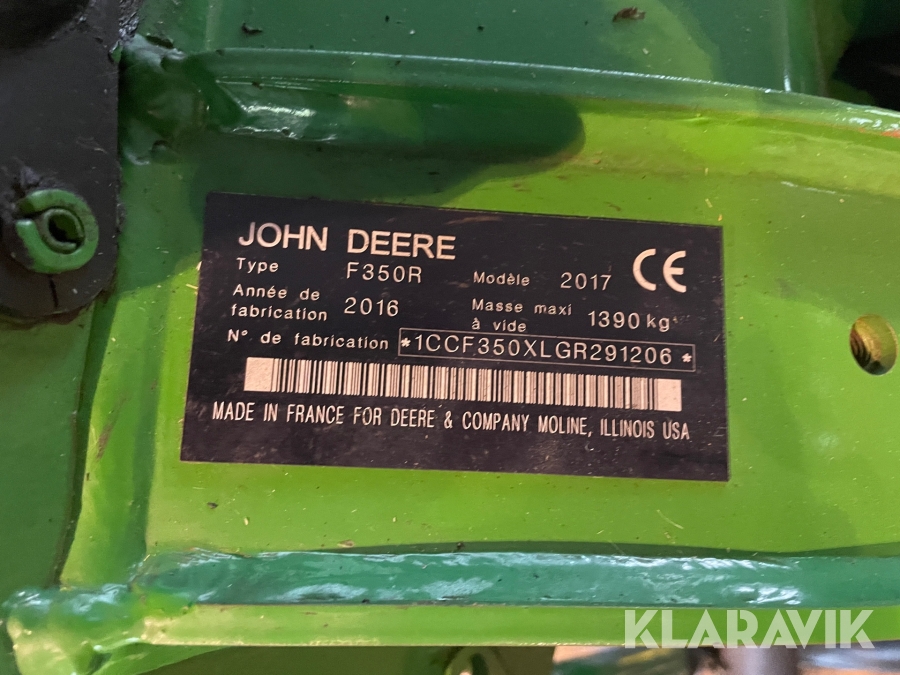 JOHN DEERE
Type F350R Modèle 2017 CE
Année de fabrication 2016 Masse maxi à vide 1390 kg
N° de fabrication *1CCF350XLGR291206*
MADE IN FRANCE FOR DEERE & COMPANY MOLINE, ILLINOIS USA
KLARAVIK